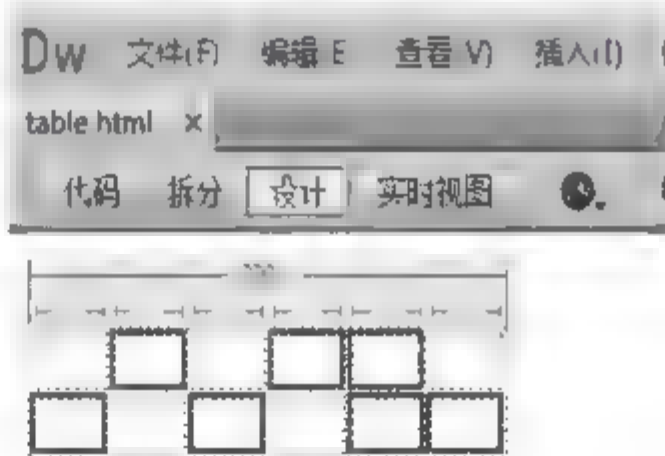 Dw 文件(F) 编辑 E 查看 V) 插入(I)
table html ×
代码 拆分 设计 实时视图